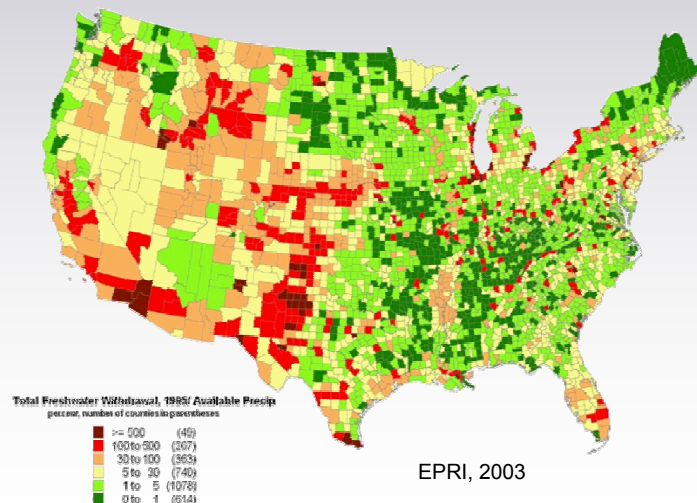 Total Freshwater Withdrawal, 1995/ Available Precip
percent, number of counties in parentheses
>= 500 (49)
100 to 500 (267)
30 to 100 (363)
5 to 30 (740)
1 to 5 (1078)
0 to 1 (614)
EPRI, 2003